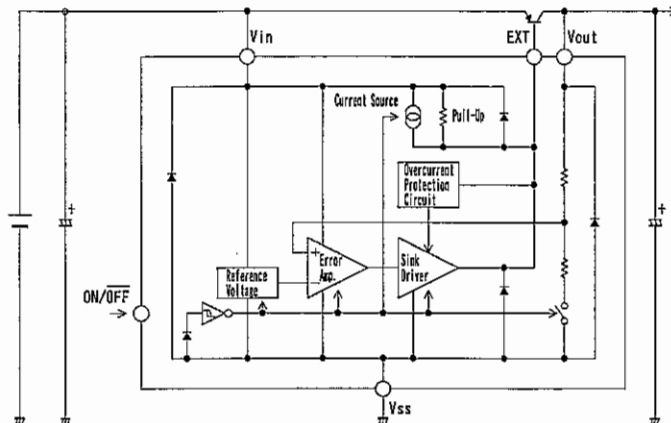 Vin
EXT
Vout
Current Source
Pull-Up
Overcurrent
Protection
Circuit
+
+
+
-
Error
Amp.
Sink
Driver
Reference
Voltage
ON/OFF
Vss